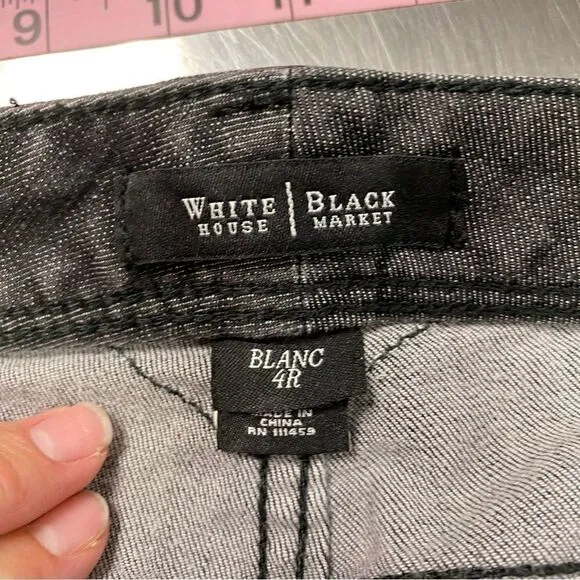 9 10
WHITE | BLACK
HOUSE | MARKET
BLANC
4R
MADE IN
CHINA
RN 111459